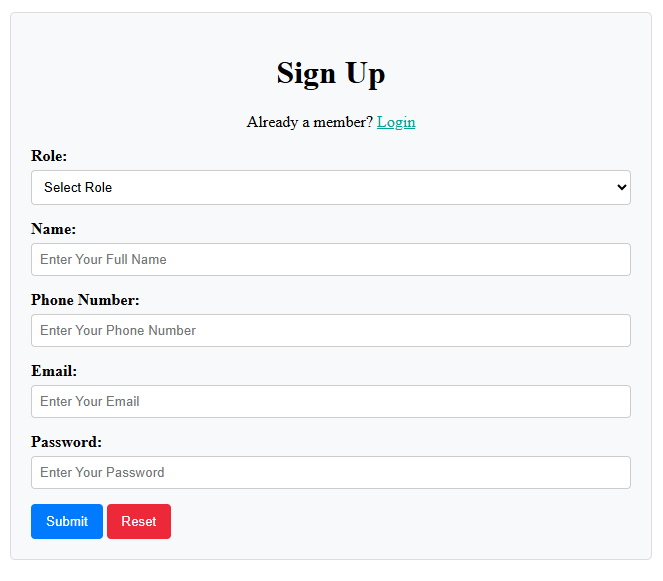 Sign Up
Already a member? Login
Role:
Select Role
Name:
Enter Your Full Name
Phone Number:
Enter Your Phone Number
Email:
Enter Your Email
Password:
Enter Your Password
Submit Reset